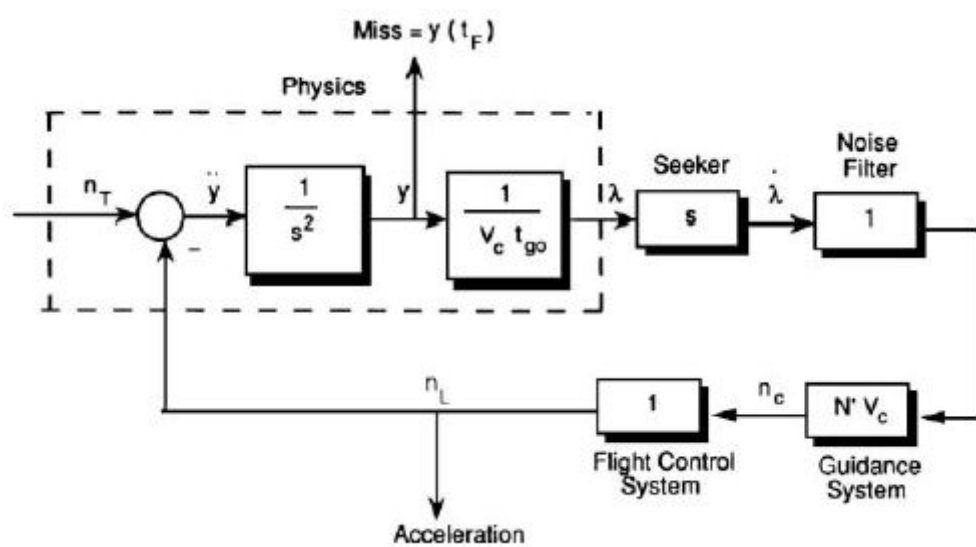 Miss = y ( t_F )
Physics
Noise
Filter
Seeker
n_T
ÿ
1
s²
y
1
V_c t_go
λ
s
λ̇
1
−
n_L
1
n_c
N' V_c
Flight Control
System
Guidance
System
Acceleration